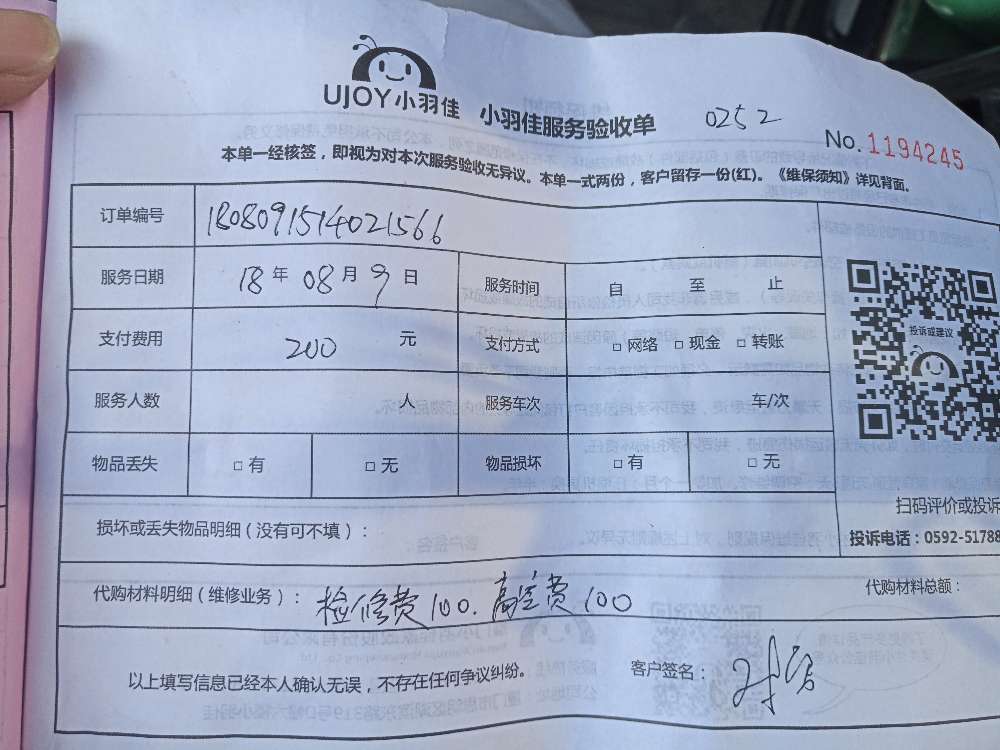 UJOY小羽佳 小羽佳服务验收单 0252
No. 1194245
本单一经核签，即视为对本次服务验收无异议。本单一式两份，客户留存一份(红)。《维保须知》详见背面。
订单编号 180809151402156​6
服务日期 18年08月9日 服务时间 自 至 止
支付费用 200 元 支付方式 □网络 □现金 □转账
投诉或建议
服务人数 人 服务车次 车/次
物品丢失 □有 □无 物品损坏 □有 □无
扫码评价或投诉
损坏或丢失物品明细（没有可不填）：
投诉电话：0592-51788
代购材料明细（维修业务）：检修费100.高空费100 代购材料总额：
以上填写信息已经本人确认无误，不存在任何争议纠纷。 客户签名：